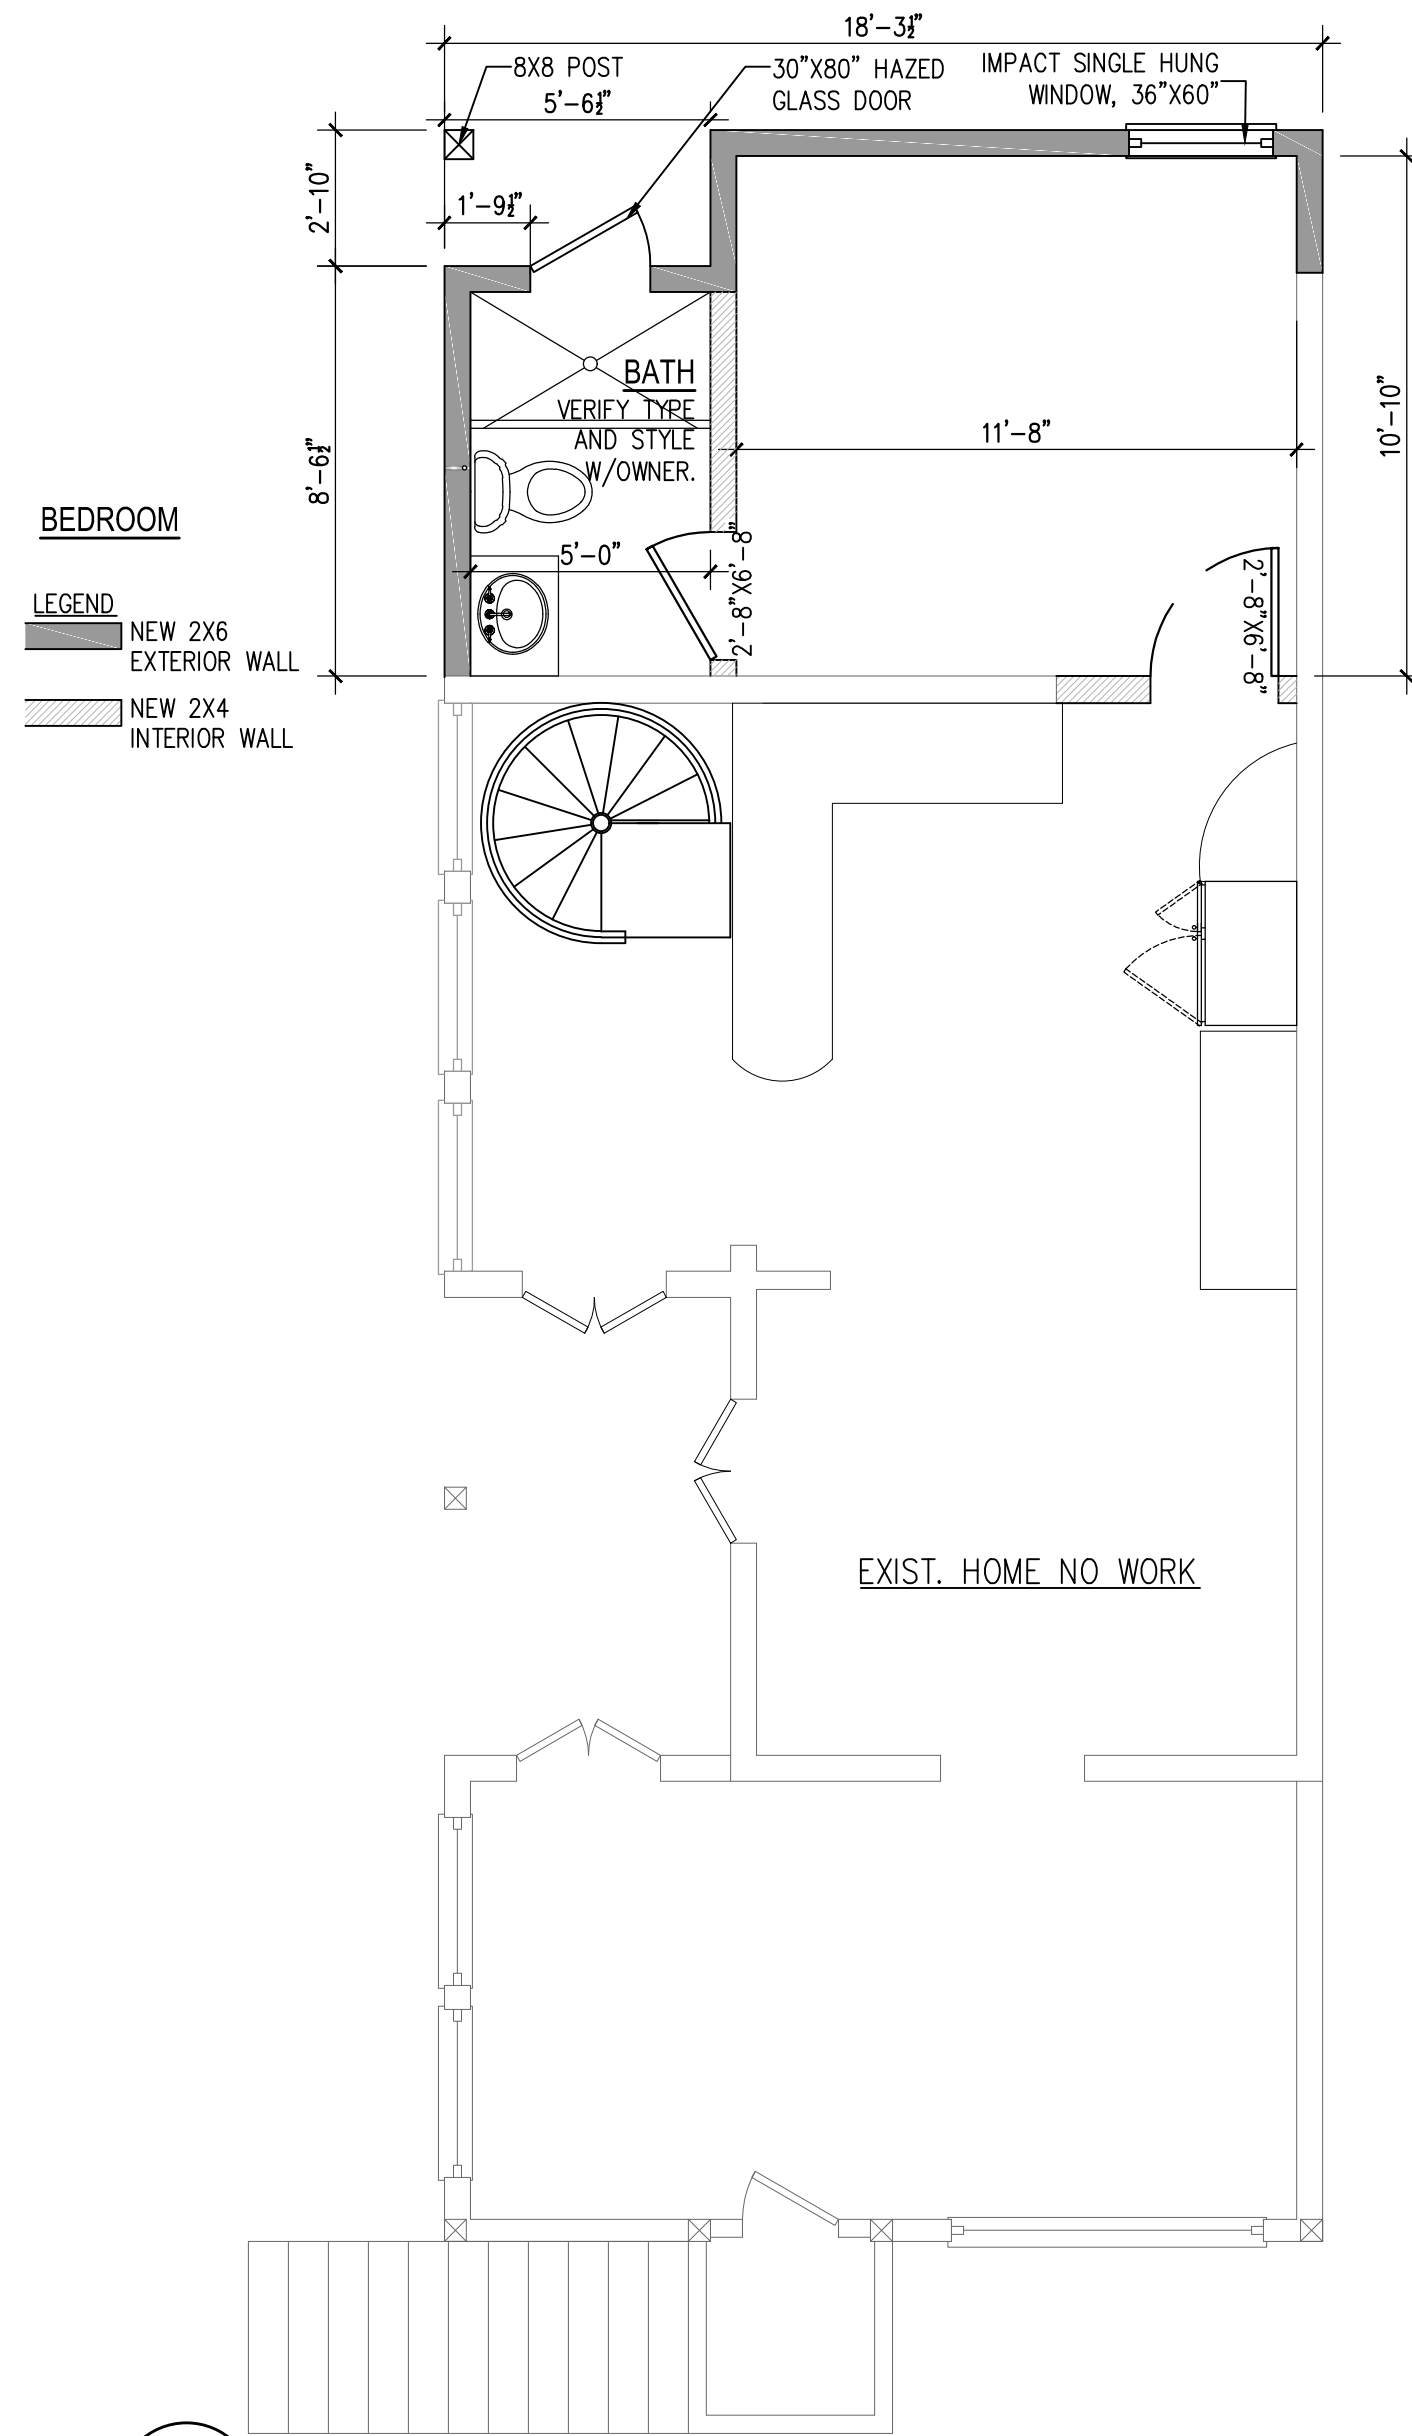 18'-3½"
8X8 POST
5'-6½"
30"X80" HAZED
GLASS DOOR
IMPACT SINGLE HUNG
WINDOW, 36"X60"
2'-10"
1'-9½"
BATH
VERIFY TYPE
AND STYLE
W/OWNER.
11'-8"
10'-10"
8'-6½"
BEDROOM
5'-0"
2'-8"X6'-8"
2'-8"X6'-8"
LEGEND
NEW 2X6
EXTERIOR WALL
NEW 2X4
INTERIOR WALL
EXIST. HOME NO WORK